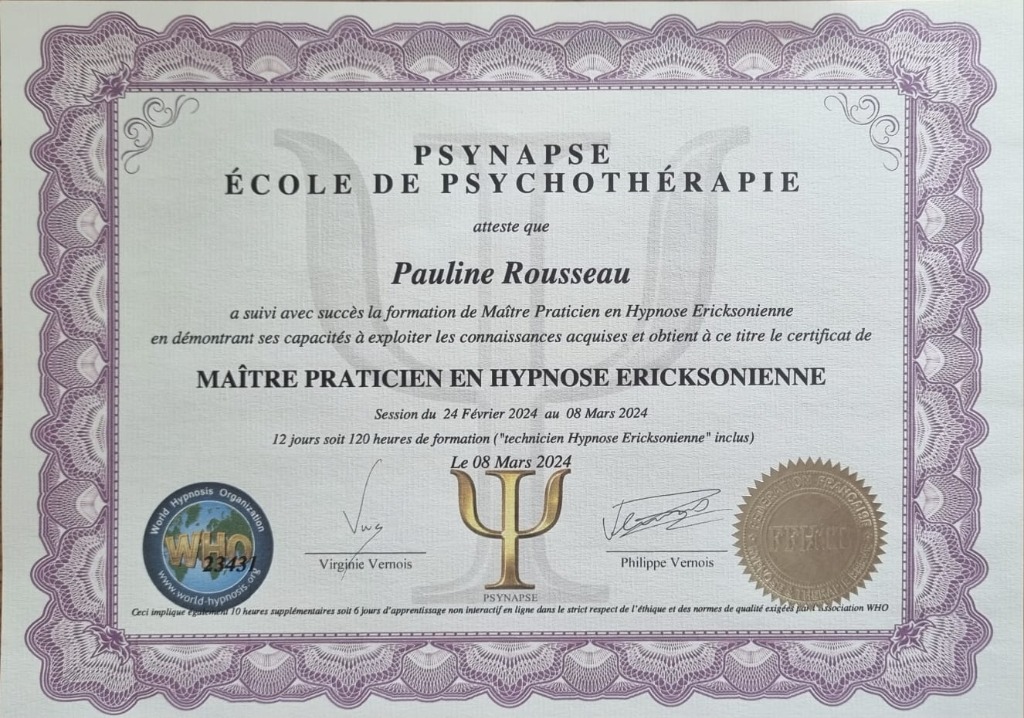 PSYNAPSE
ÉCOLE DE PSYCHOTHÉRAPIE
atteste que
Pauline Rousseau
a suivi avec succès la formation de Maître Praticien en Hypnose Ericksonienne
en démontrant ses capacités à exploiter les connaissances acquises et obtient à ce titre le certificat de
MAÎTRE PRATICIEN EN HYPNOSE ERICKSONIENNE
Session du 24 Février 2024 au 08 Mars 2024
12 jours soit 120 heures de formation ("technicien Hypnose Ericksonienne" inclus)
Le 08 Mars 2024
World Hypnosis Organization
WHO
23431
www.world-hypnosis.org
Virginie Vernois
PSYNAPSE
Philippe Vernois
FÉDÉRATION FRANÇAISE
Ceci implique également 10 heures supplémentaires soit 6 jours d'apprentissage non interactif en ligne dans le strict respect de l'éthique et des normes de qualité exigées par l'association WHO